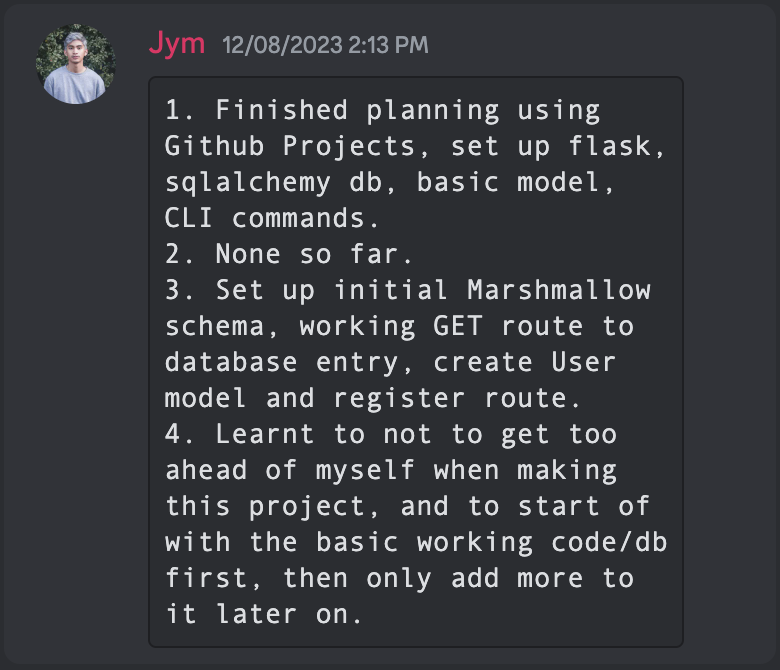 Jym 12/08/2023 2:13 PM
1. Finished planning using
Github Projects, set up flask,
sqlalchemy db, basic model,
CLI commands.
2. None so far.
3. Set up initial Marshmallow
schema, working GET route to
database entry, create User
model and register route.
4. Learnt to not to get too
ahead of myself when making
this project, and to start of
with the basic working code/db
first, then only add more to
it later on.